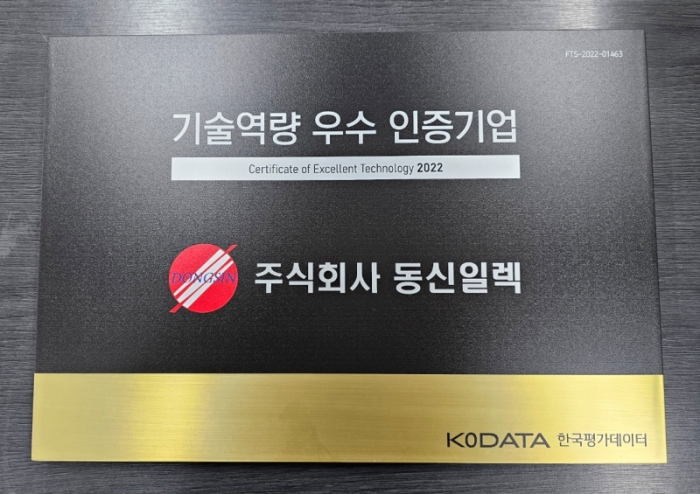 FTS-2022-01463
기술역량 우수 인증기업
Certificate of Excellent Technology 2022
DONGSIN 주식회사 동신일렉
KODATA 한국평가데이터